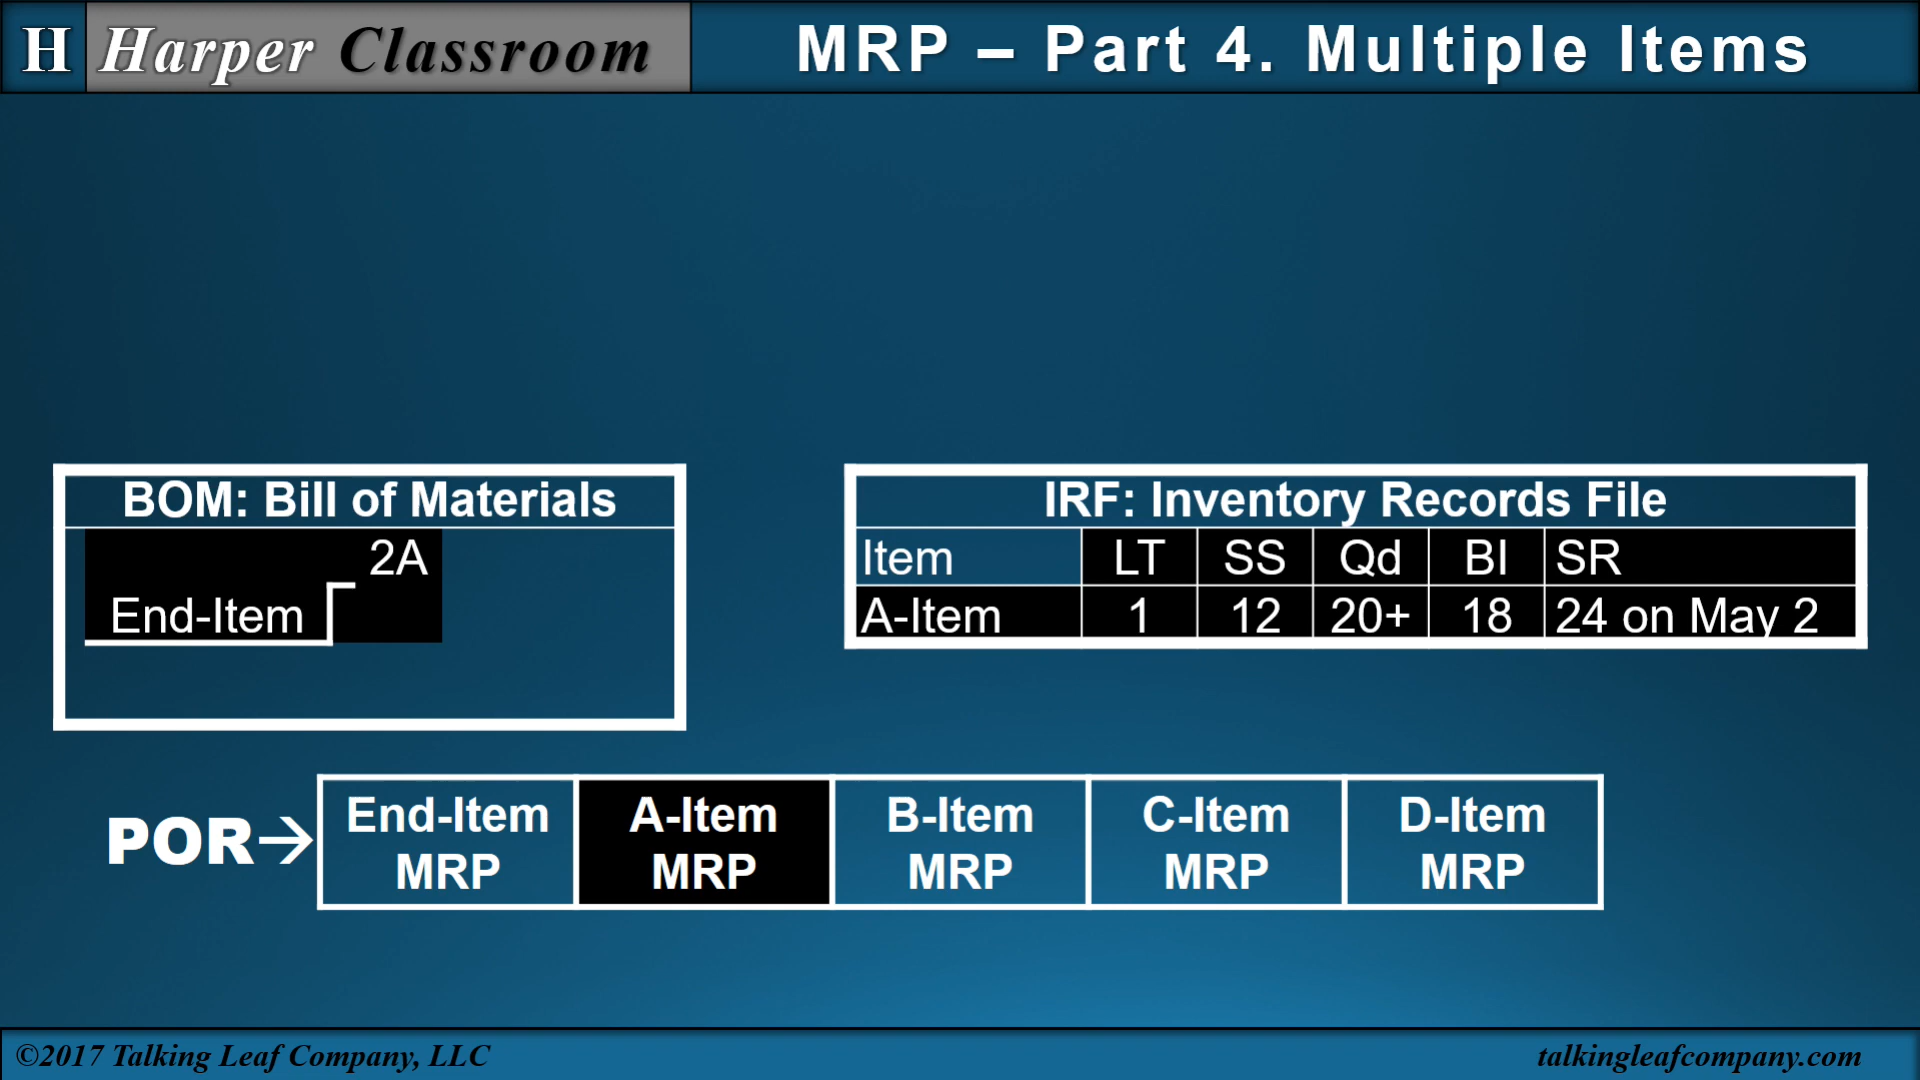 H Harper Classroom
MRP – Part 4. Multiple Items
BOM: Bill of Materials
2A
End-Item
IRF: Inventory Records File
Item LT SS Qd BI SR
A-Item 1 12 20+ 18 24 on May 2
POR→
End-Item MRP
A-Item MRP
B-Item MRP
C-Item MRP
D-Item MRP
©2017 Talking Leaf Company, LLC
talkingleafcompany.com